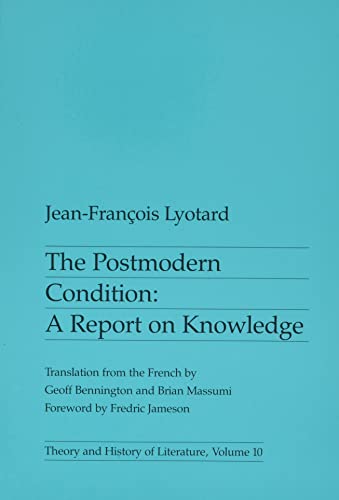 Jean-François Lyotard
The Postmodern
Condition:
A Report on Knowledge
Translation from the French by
Geoff Bennington and Brian Massumi
Foreword by Fredric Jameson
Theory and History of Literature, Volume 10